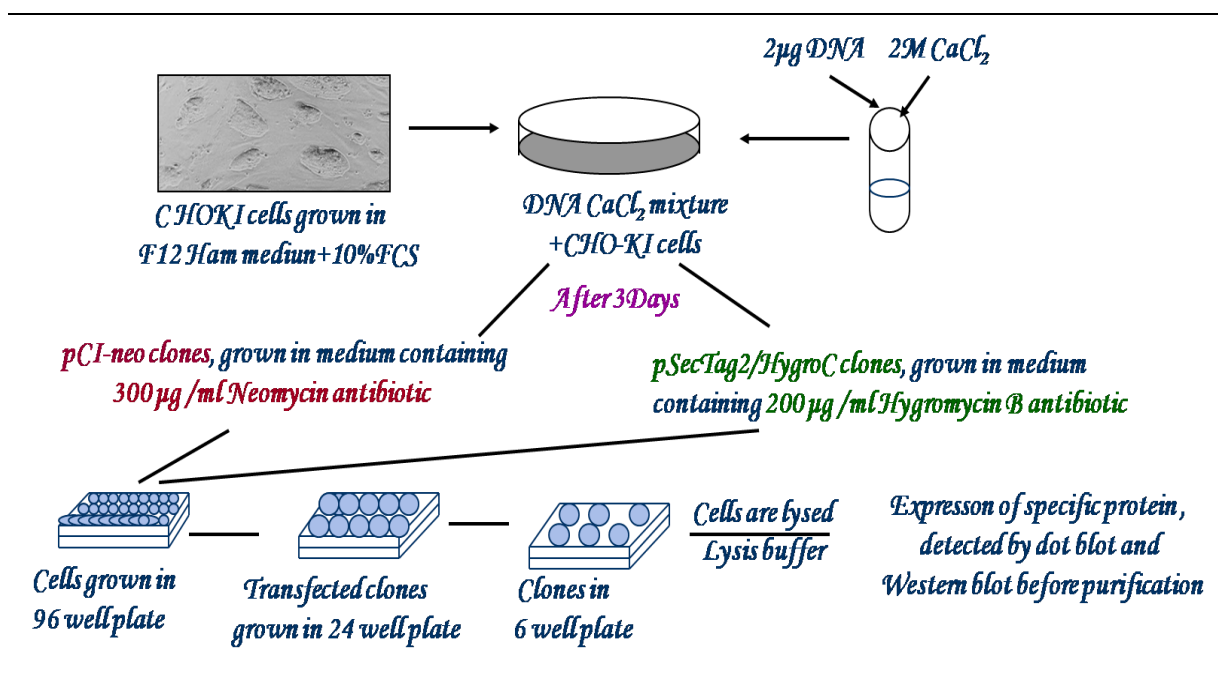 2µg DNA 2M CaCl₂
CHOKI cells grown in
F12 Ham mediun+10%FCS
DNA CaCl₂ mixture
+CHO-KI cells
After 3Days
pCI-neo clones, grown in medium containing
300 µg /ml Neomycin antibiotic
pSecTag2/HygroC clones, grown in medium
containing 200 µg /ml Hygromycin B antibiotic
Cells grown in
96 well plate
Transfected clones
grown in 24 well plate
Clones in
6 well plate
Cells are lysed
Lysis buffer
Expresson of specific protein,
detected by dot blot and
Western blot before purification